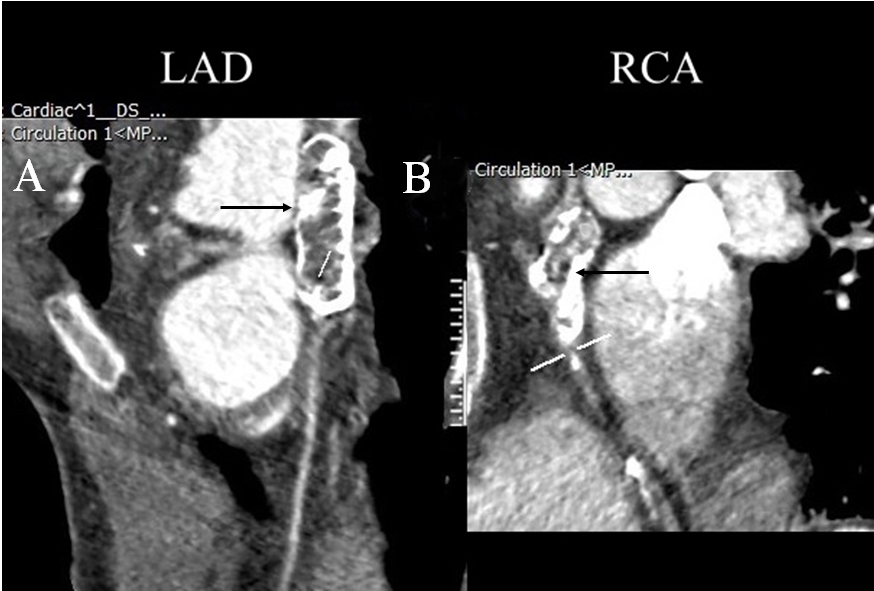 LAD
RCA
: Cardiac^1__DS_...
: Circulation 1<MP...
Circulation 1<MP...
A
B